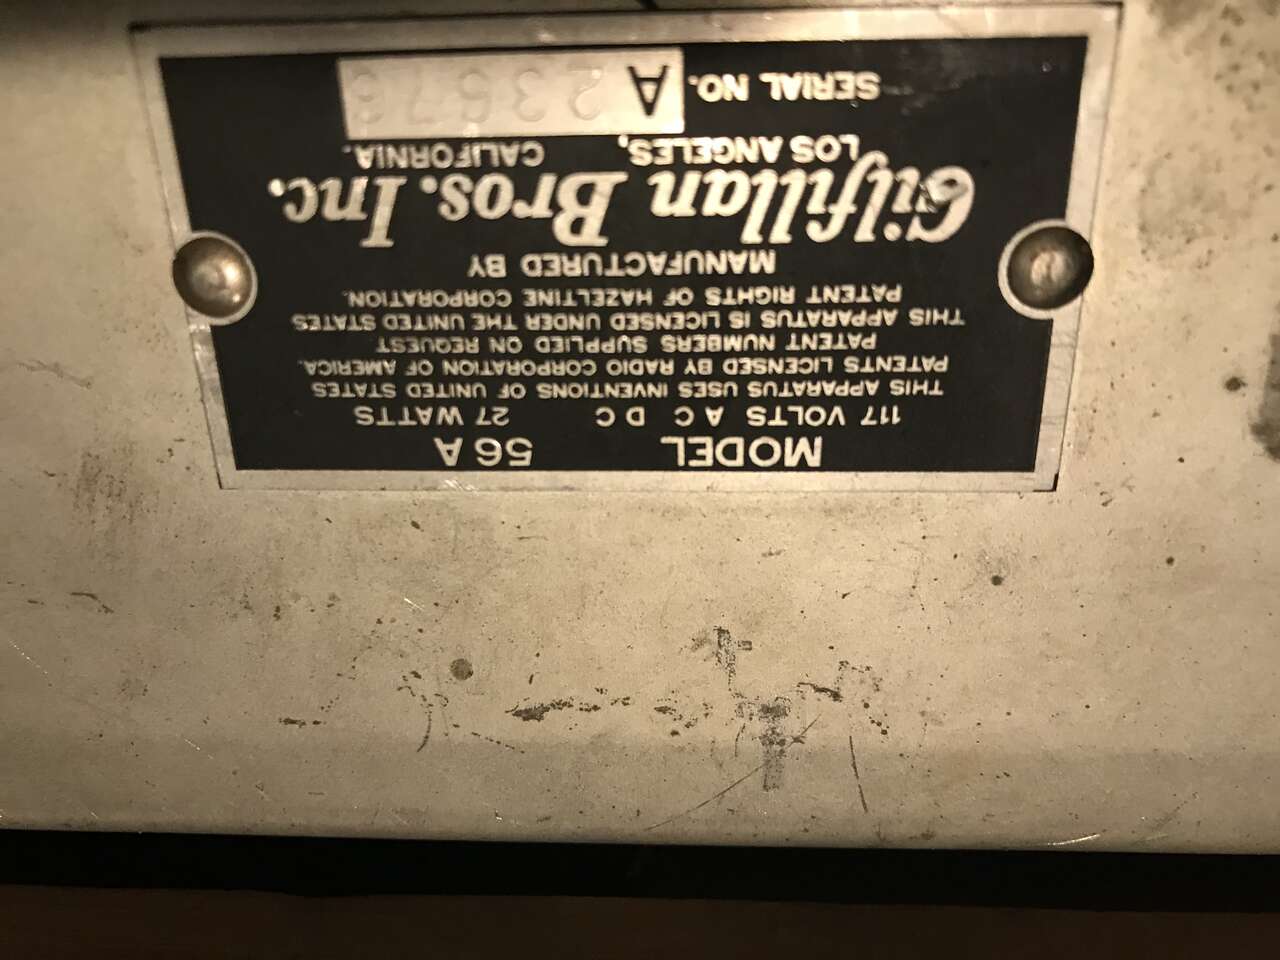 MODEL 56 A
117 VOLTS A C D C 27 WATTS
THIS APPARATUS USES INVENTIONS OF UNITED STATES
PATENTS LICENSED BY RADIO CORPORATION OF AMERICA.
PATENT NUMBERS SUPPLIED ON REQUEST.
THIS APPARATUS IS LICENSED UNDER THE UNITED STATES
PATENT RIGHTS OF HAZELTINE CORPORATION.
MANUFACTURED BY
Gilfillan Bros. Inc.
LOS ANGELES, CALIFORNIA.
SERIAL NO. A 23576